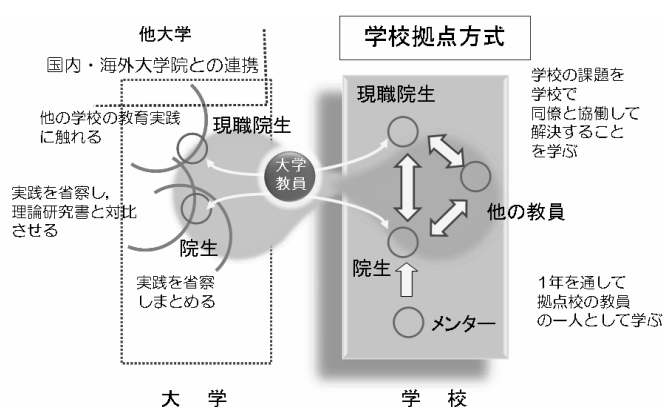 他大学
国内・海外大学院との連携
学校拠点方式
他の学校の教育実践
に触れる
現職院生
大学
教員
実践を省察し,
理論研究書と対比
させる
院生
実践を省察
しまとめる
現職院生
他の教員
院生
メンター
学校の課題を
学校で
同僚と協働して
解決すること
を学ぶ
1年を通して
拠点校の教員
の一人として学ぶ
大　学
学　校